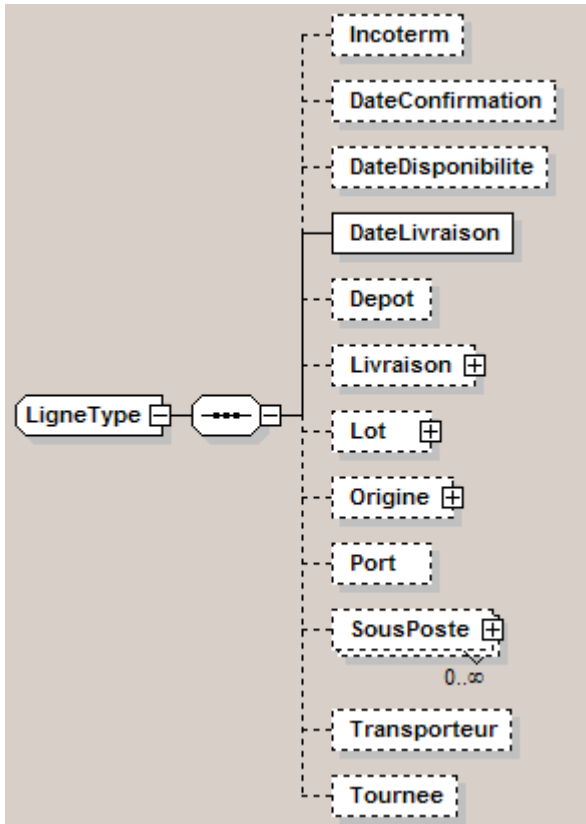 Incoterm
DateConfirmation
DateDisponibilite
DateLivraison
Depot
Livraison
LigneType
Lot
Origine
Port
SousPoste
0..∞
Transporteur
Tournee